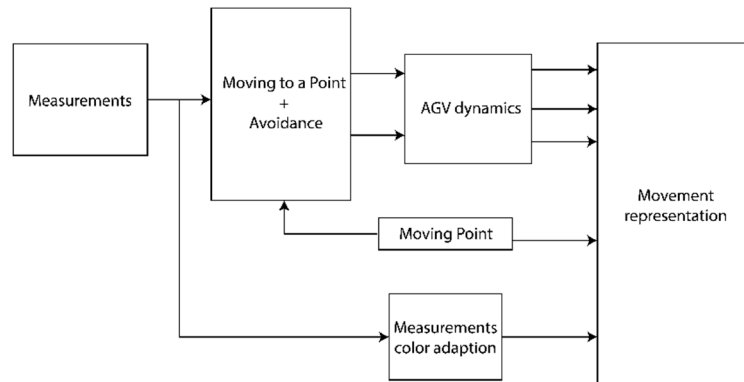 Measurements
Moving to a Point
+
Avoidance
AGV dynamics
Movement
representation
Moving Point
Measurements
color adaption